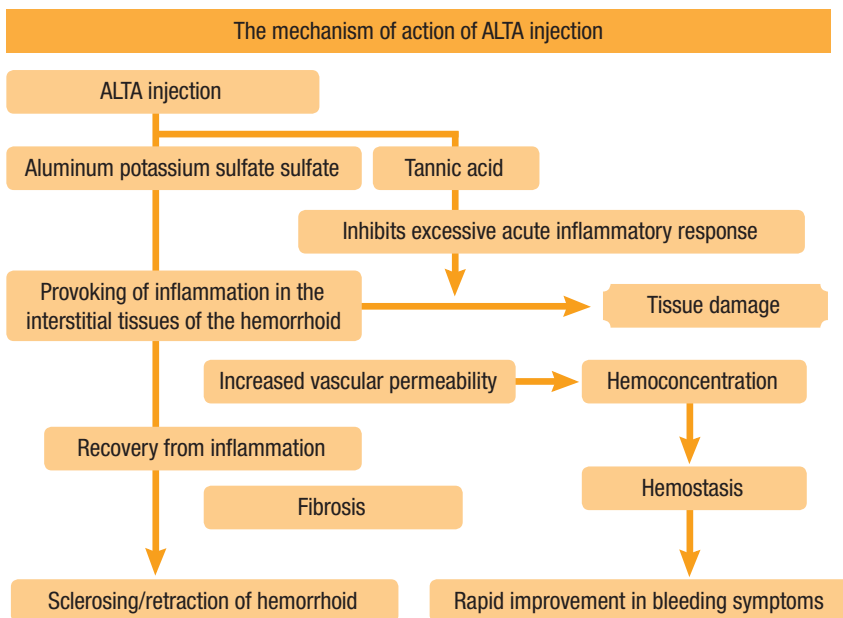 The mechanism of action of ALTA injection
ALTA injection
Aluminum potassium sulfate sulfate
Tannic acid
Inhibits excessive acute inflammatory response
Provoking of inflammation in the
interstitial tissues of the hemorrhoid
Tissue damage
Increased vascular permeability
Hemoconcentration
Recovery from inflammation
Hemostasis
Fibrosis
Sclerosing/retraction of hemorrhoid
Rapid improvement in bleeding symptoms